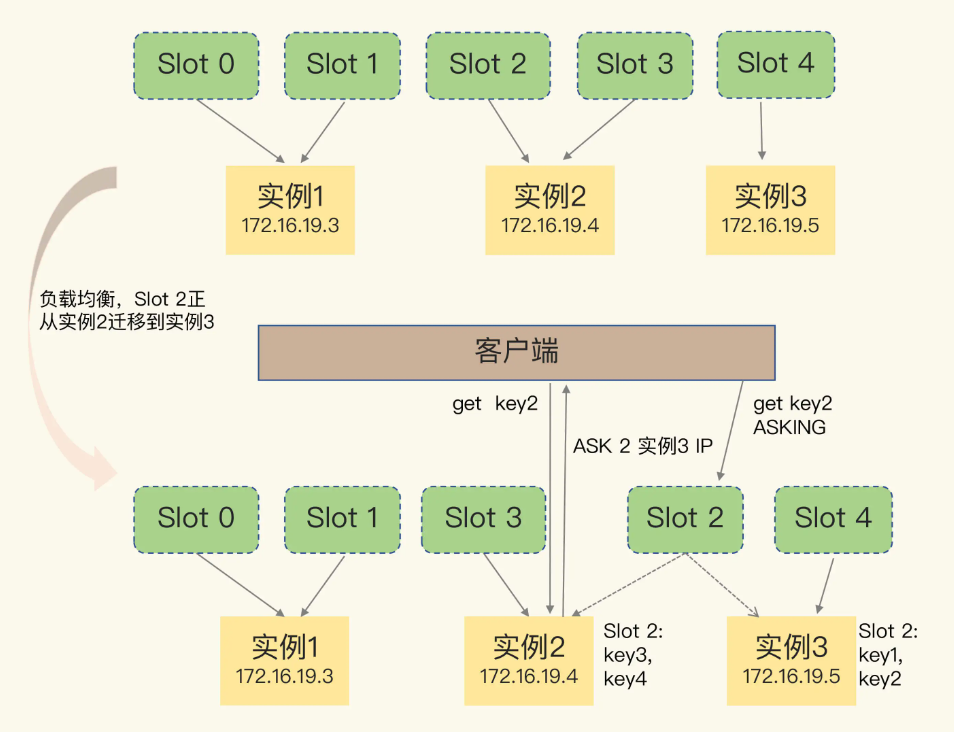 Slot 0
Slot 1
Slot 2
Slot 3
Slot 4
实例1
172.16.19.3
实例2
172.16.19.4
实例3
172.16.19.5
负载均衡，Slot 2正
从实例2迁移到实例3
客户端
get key2
ASK 2 实例3 IP
get key2
ASKING
Slot 0
Slot 1
Slot 3
Slot 2
Slot 4
实例1
172.16.19.3
实例2
172.16.19.4
Slot 2:
key3,
key4
实例3
172.16.19.5
Slot 2:
key1,
key2